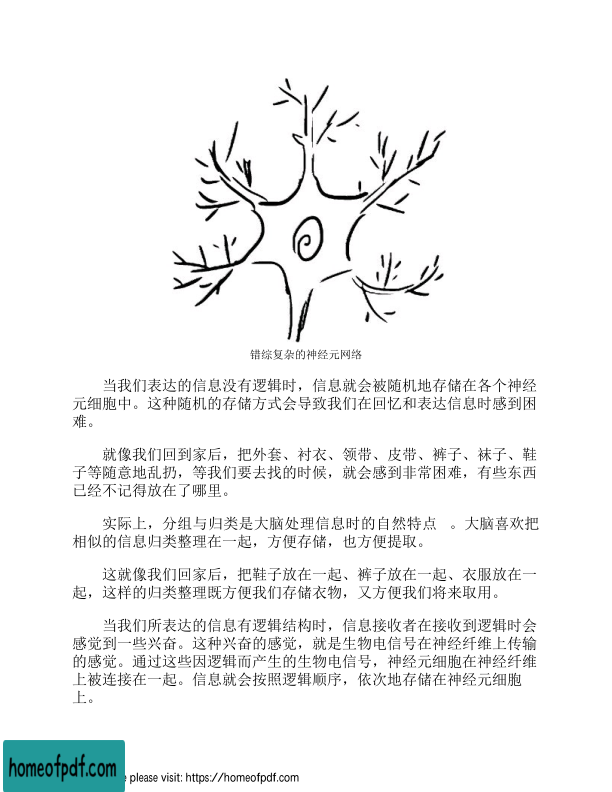 错综复杂的神经元网络
当我们表达的信息没有逻辑时，信息就会被随机地存储在各个神经
元细胞中。这种随机的存储方式会导致我们在回忆和表达信息时感到困
难。
就像我们回到家后，把外套、衬衣、领带、皮带、裤子、袜子、鞋
子等随意地乱扔，等我们要去找的时候，就会感到非常困难，有些东西
已经不记得放在了哪里。
实际上，分组与归类是大脑处理信息时的自然特点 。大脑喜欢把
相似的信息归类整理在一起，方便存储，也方便提取。
这就像我们回家后，把鞋子放在一起、裤子放在一起、衣服放在一
起，这样的归类整理既方便我们存储衣物，又方便我们将来取用。
当我们所表达的信息有逻辑结构时，信息接收者在接收到逻辑时会
感觉到一些兴奋。这种兴奋的感觉，就是生物电信号在神经纤维上传输
的感觉。通过这些因逻辑而产生的生物电信号，神经元细胞在神经纤维
上被连接在一起。信息就会按照逻辑顺序，依次地存储在神经元细胞
上。
homeofpdf.com
e please visit: https://homeofpdf.com